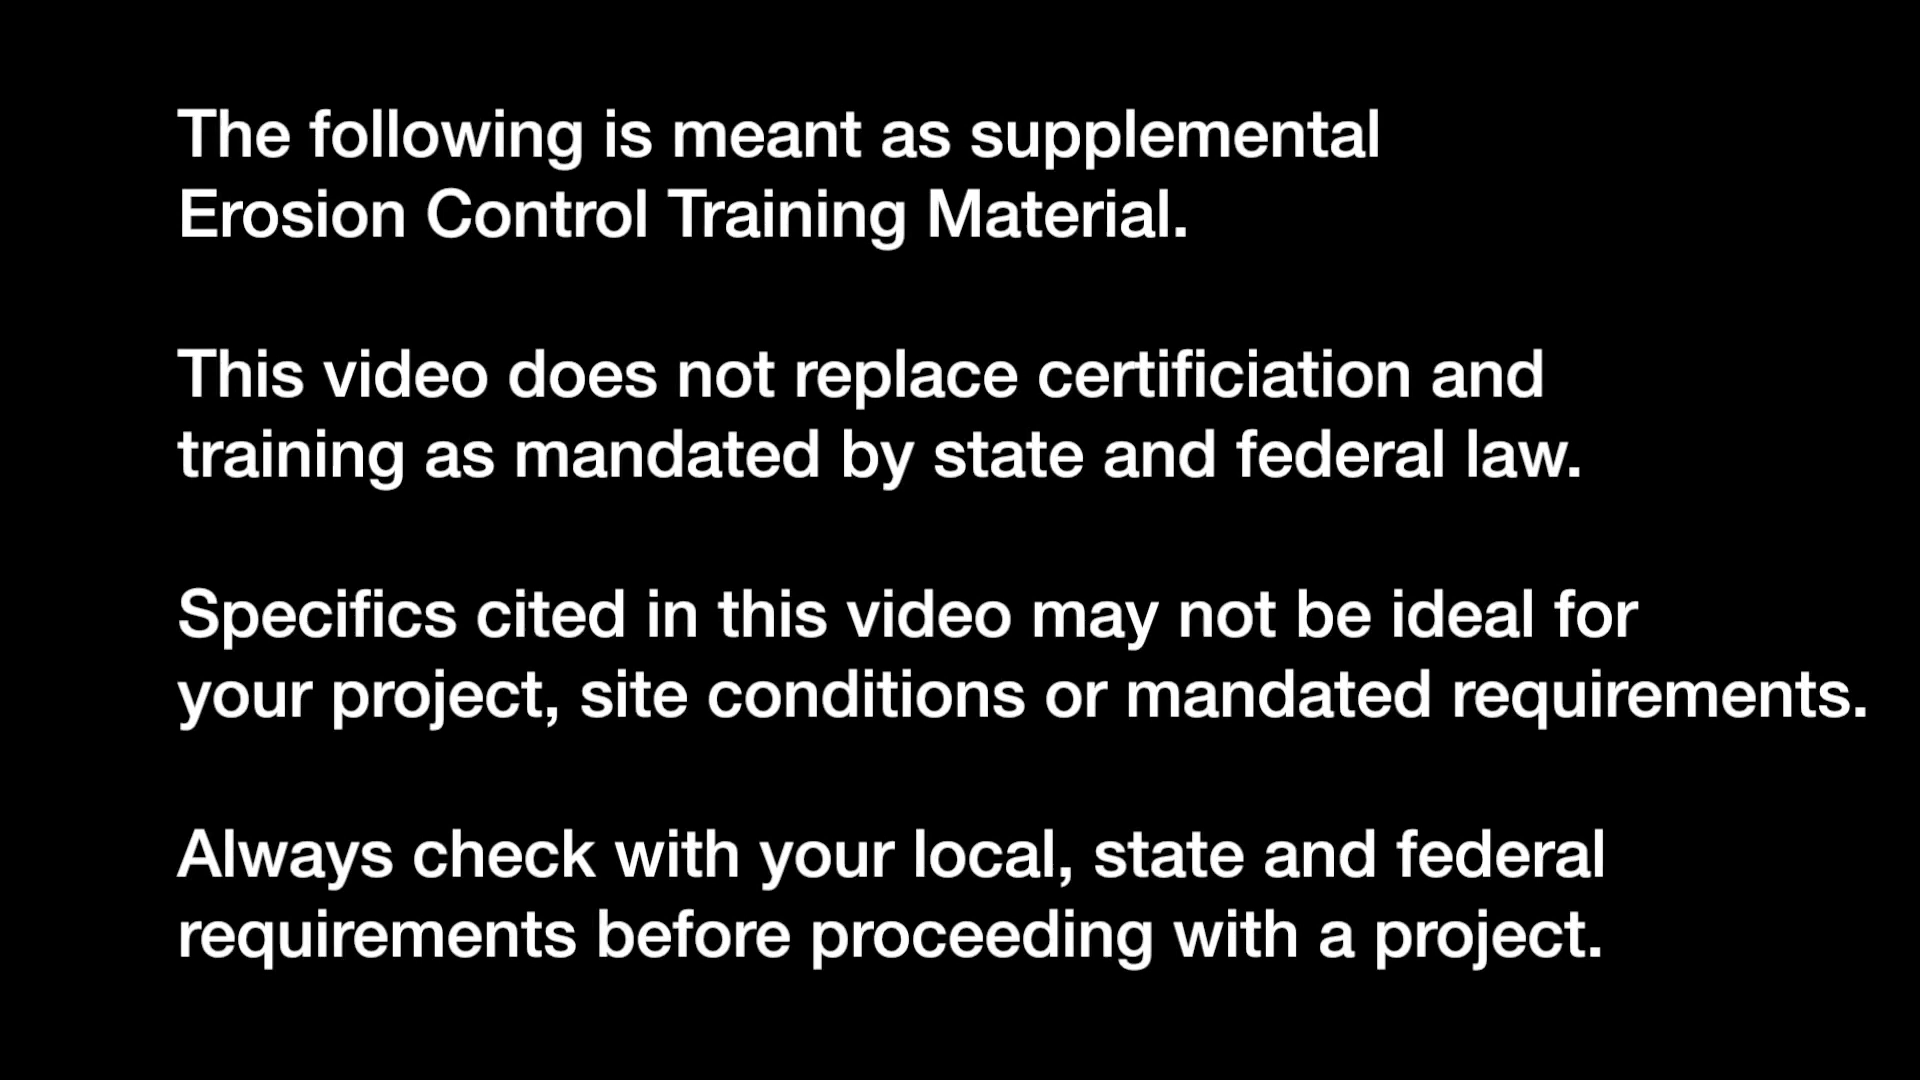 The following is meant as supplemental
Erosion Control Training Material.
This video does not replace certificiation and
training as mandated by state and federal law.
Specifics cited in this video may not be ideal for
your project, site conditions or mandated requirements.
Always check with your local, state and federal
requirements before proceeding with a project.